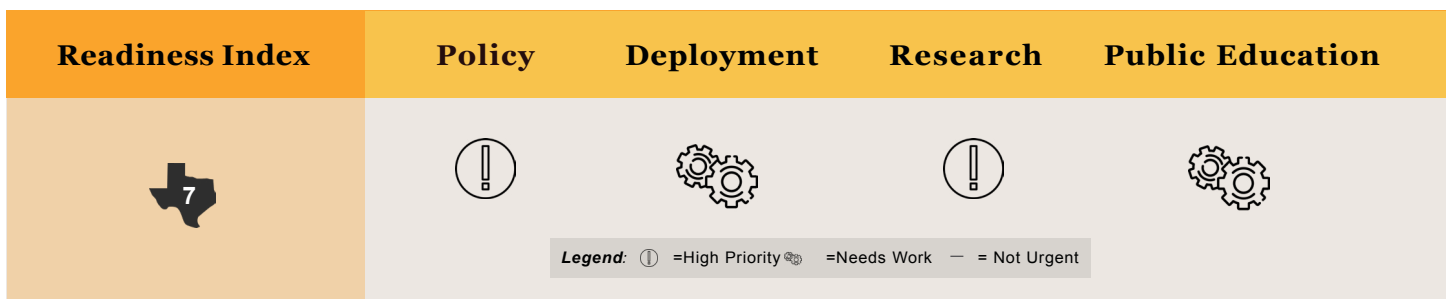 Readiness Index Policy Deployment Research Public Education
7
Legend: =High Priority =Needs Work — = Not Urgent